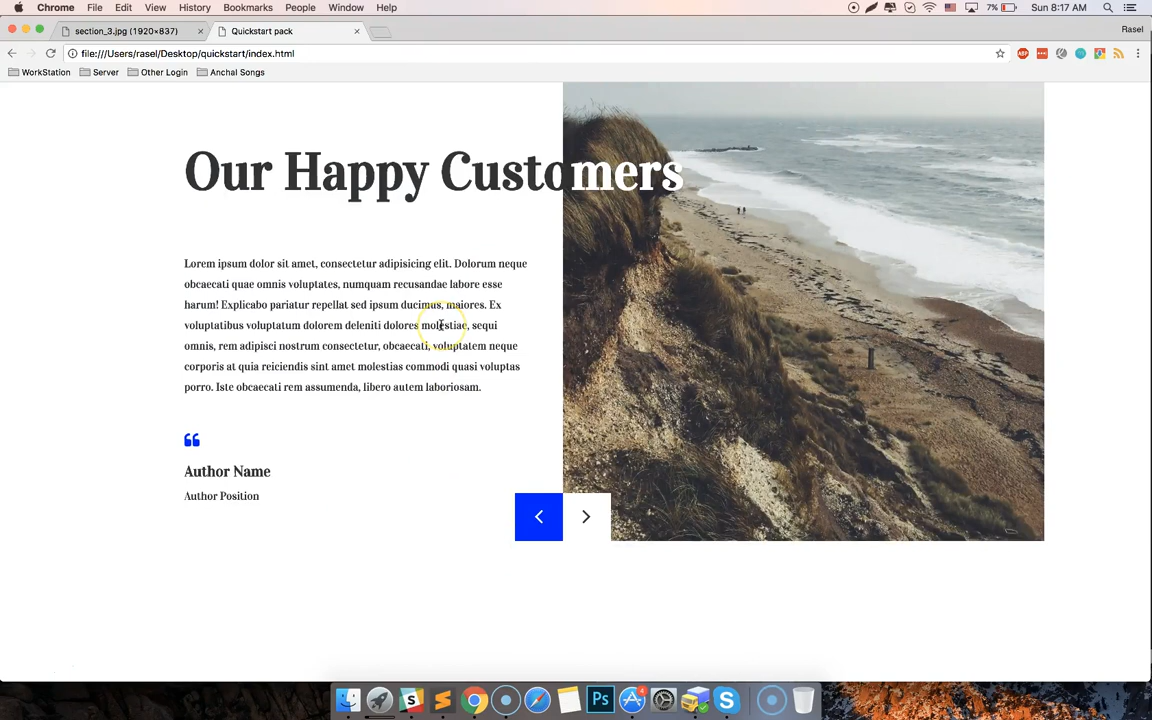 Chrome File Edit View History Bookmarks People Window Help 7% Sun 8:17 AM
section_3.jpg (1920×837) Quickstart pack Rasel
file:///Users/rasel/Desktop/quickstart/index.html
WorkStation Server Other Login Anchal Songs
Our Happy Customers
Lorem ipsum dolor sit amet, consectetur adipisicing elit. Dolorum neque
obcaecati quae omnis voluptates, numquam recusandae labore esse
harum! Explicabo pariatur repellat sed ipsum ducimus, maiores. Ex
voluptatibus voluptatum dolorem deleniti dolores molestiae, sequi
omnis, rem adipisci nostrum consectetur, obcaecati, voluptatem neque
corporis at quia reiciendis sint amet molestias commodi quasi voluptas
porro. Iste obcaecati rem assumenda, libero autem laboriosam.
Author Name
Author Position
Ps